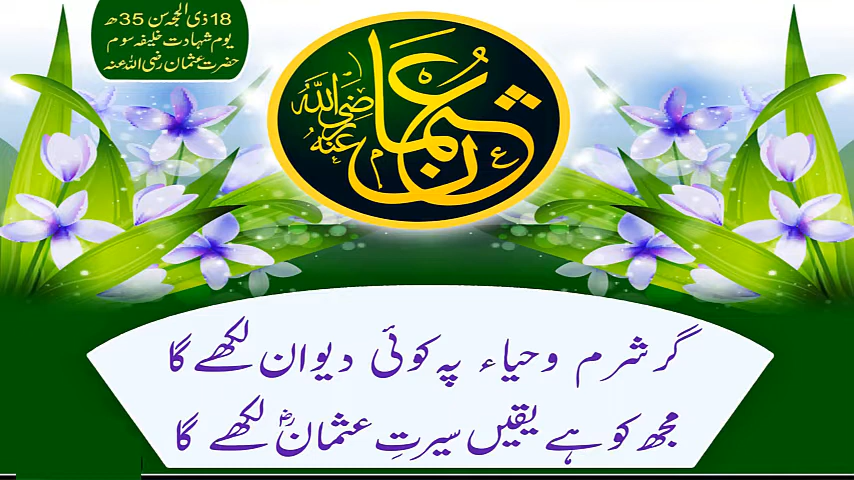 18 ذی الحجہ سن 35ھ
یوم شہادت خلیفہ سوم
حضرت عثمان رضی اللہ عنہ
عثمان
رضی اللہ عنہ
گر شرم و حیاء پہ کوئی دیوان لکھے گا
مجھ کو ہے یقیں سیرتِ عثمانؓ لکھے گا